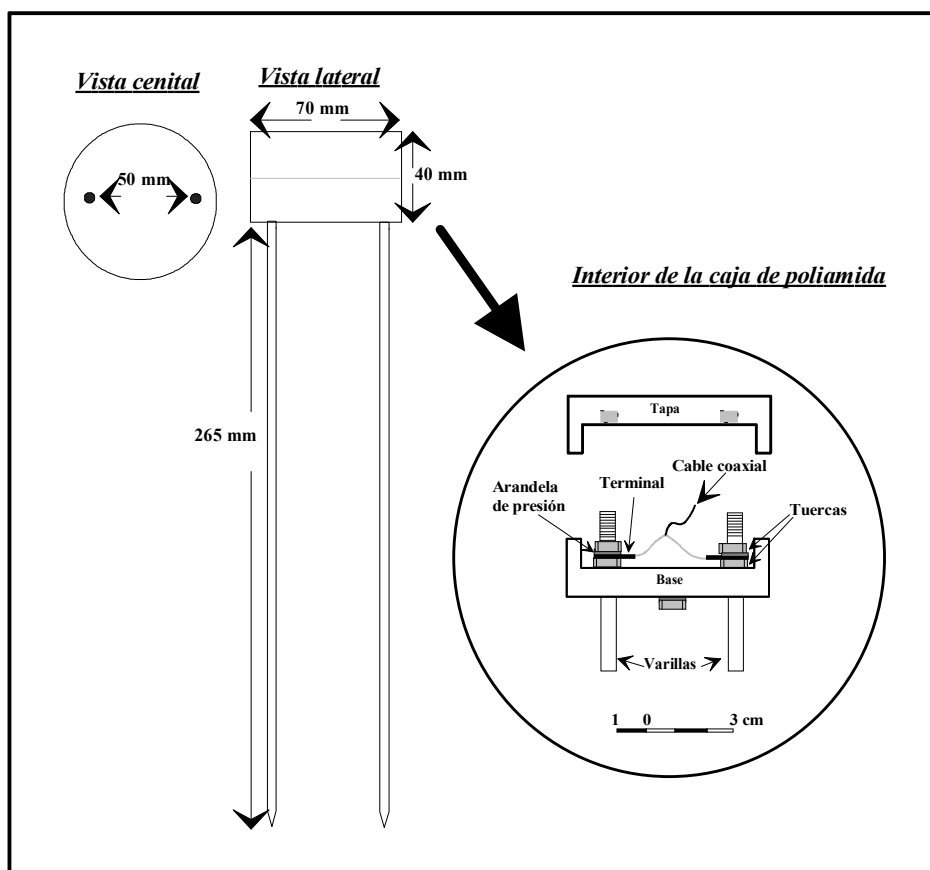 Vista cenital
Vista lateral
70 mm
50 mm
40 mm
265 mm
Interior de la caja de poliamida
Tapa
Cable coaxial
Arandela
de presión
Terminal
Tuercas
Base
Varillas
1 0 3 cm